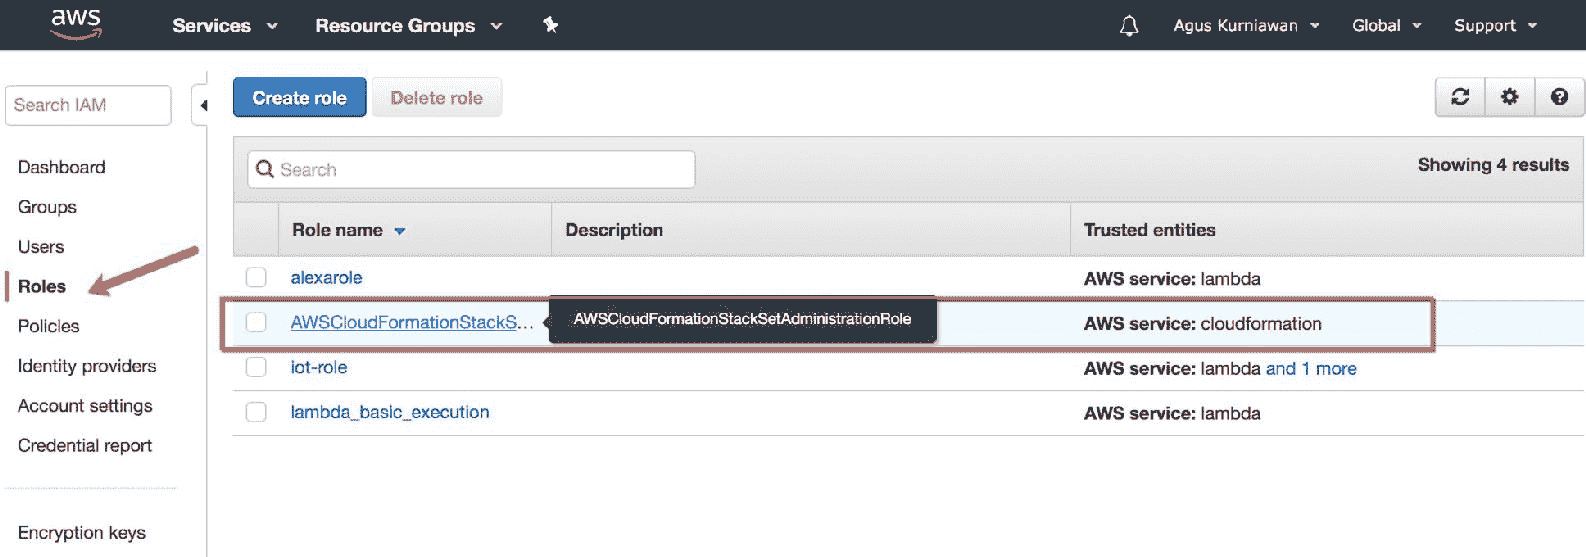 aws Services Resource Groups Agus Kurniawan Global Support
Search IAM
Create role Delete role
Dashboard
Groups
Users
Roles
Policies
Identity providers
Account settings
Credential report
Encryption keys
Search
Showing 4 results
Role name Description Trusted entities
alexarole AWS service: lambda
AWSCloudFormationStackS... AWSCloudFormationStackSetAdministrationRole AWS service: cloudformation
iot-role AWS service: lambda and 1 more
lambda_basic_execution AWS service: lambda